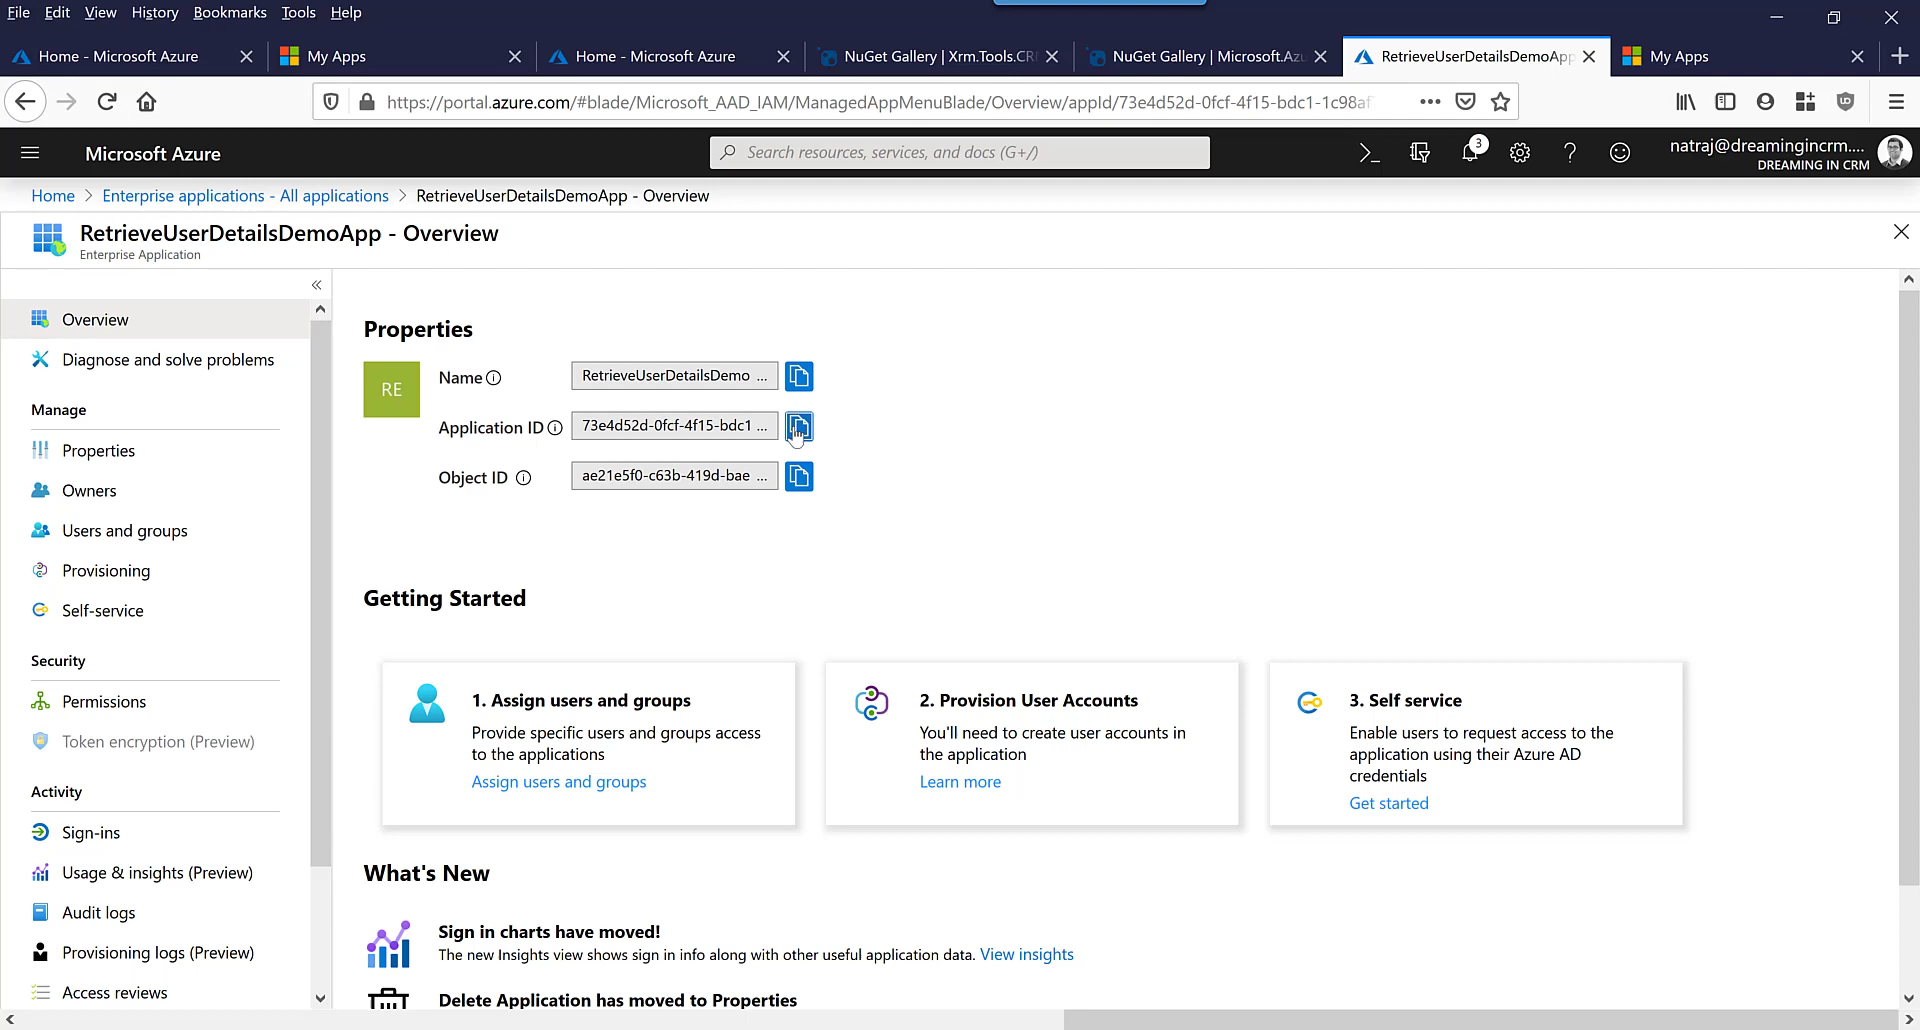 File Edit View History Bookmarks Tools Help
Home - Microsoft Azure My Apps Home - Microsoft Azure NuGet Gallery | Xrm.Tools.CR NuGet Gallery | Microsoft.Azu RetrieveUserDetailsDemoApp My Apps
https://portal.azure.com/#blade/Microsoft_AAD_IAM/ManagedAppMenuBlade/Overview/appId/73e4d52d-0fcf-4f15-bdc1-1c98af
Microsoft Azure
Search resources, services, and docs (G+/)
3
natraj@dreamingincrm....
DREAMING IN CRM
Home > Enterprise applications - All applications > RetrieveUserDetailsDemoApp - Overview
RetrieveUserDetailsDemoApp - Overview
Enterprise Application
Overview
Diagnose and solve problems
Manage
Properties
Owners
Users and groups
Provisioning
Self-service
Security
Permissions
Token encryption (Preview)
Activity
Sign-ins
Usage & insights (Preview)
Audit logs
Provisioning logs (Preview)
Access reviews
Properties
RE
Name RetrieveUserDetailsDemo ...
Application ID 73e4d52d-0fcf-4f15-bdc1 ...
Object ID ae21e5f0-c63b-419d-bae ...
Getting Started
1. Assign users and groups
Provide specific users and groups access
to the applications
Assign users and groups
2. Provision User Accounts
You'll need to create user accounts in
the application
Learn more
3. Self service
Enable users to request access to the
application using their Azure AD
credentials
Get started
What's New
Sign in charts have moved!
The new Insights view shows sign in info along with other useful application data. View insights
Delete Application has moved to Properties